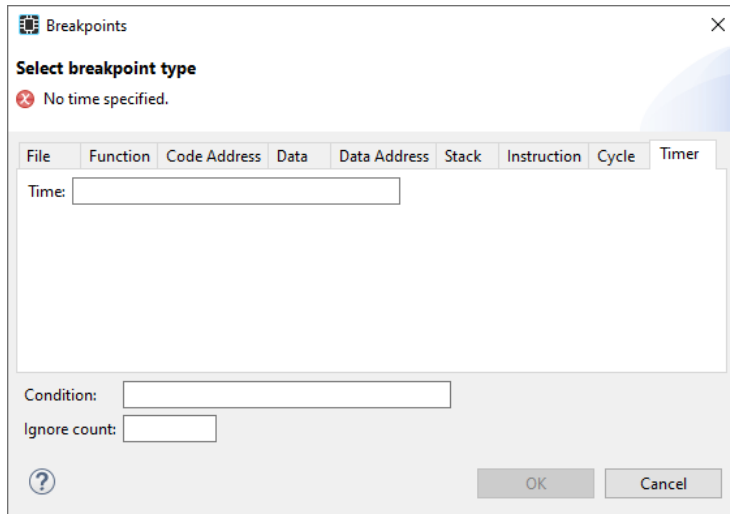 Breakpoints
Select breakpoint type
No time specified.
File Function Code Address Data Data Address Stack Instruction Cycle Timer
Time:
Condition:
Ignore count:
?
OK Cancel